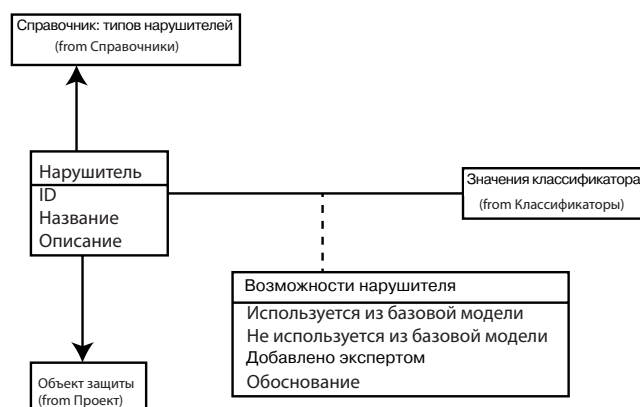 Справочник: типов нарушителей
(from Справочники)
Нарушитель
ID
Название
Описание
Значения классификатора
(from Классификаторы)
Возможности нарушителя
Используется из базовой модели
Не используется из базовой модели
Добавлено экспертом
Обоснование
Объект защиты
(from Проект)